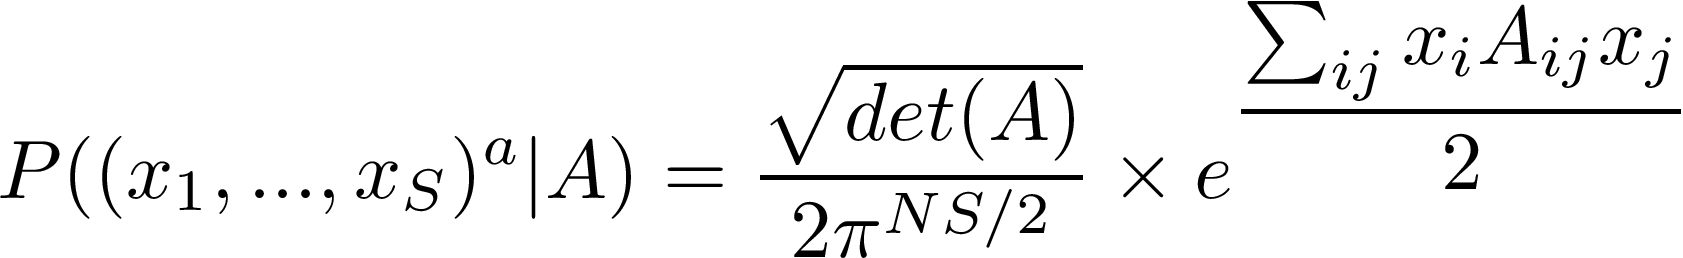 P((x_1, ..., x_S)^a|A) = \frac{\sqrt{det(A)}}{2\pi^{NS/2}} \times e^{\frac{\sum_{ij} x_i A_{ij} x_j}{2}}